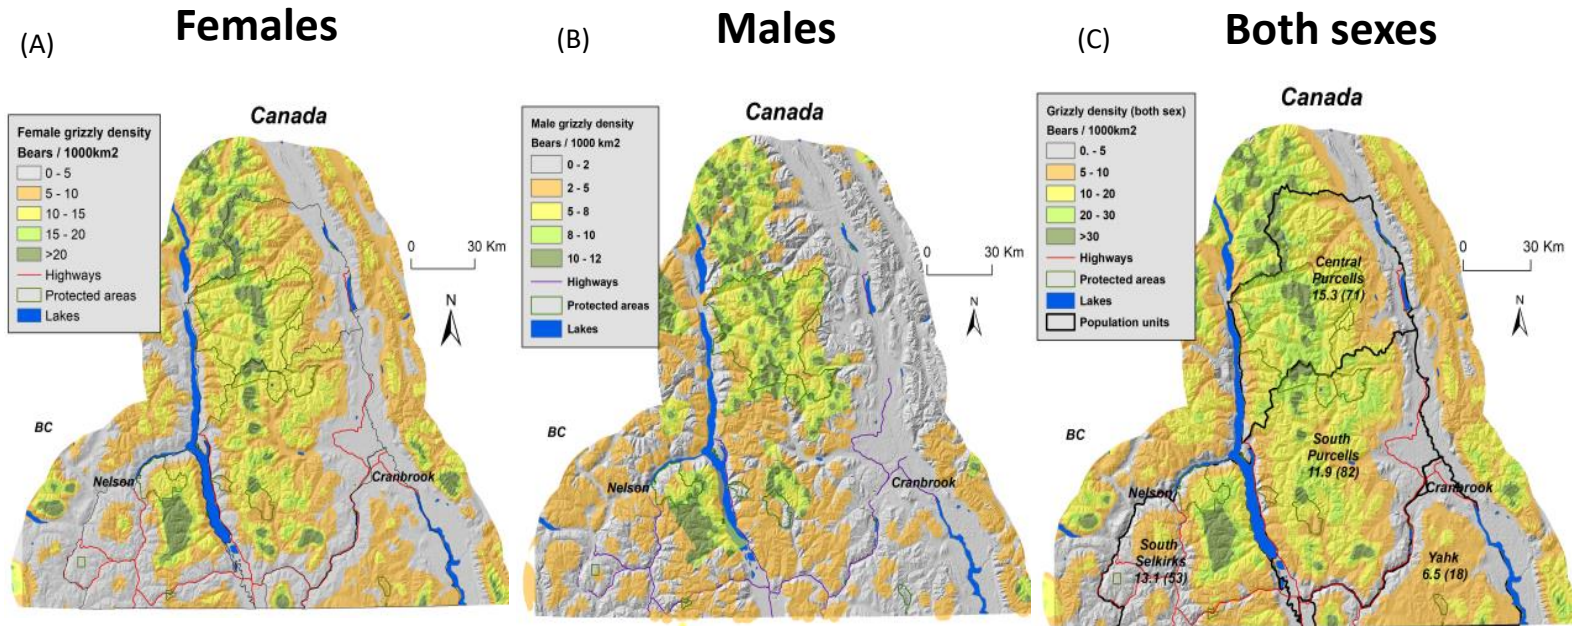 (A)
Females
Canada
Female grizzly density
Bears / 1000km2
0 - 5
5 - 10
10 - 15
15 - 20
>20
Highways
Protected areas
Lakes
0 30 Km
N
BC
Nelson
Cranbrook
(B)
Males
Canada
Male grizzly density
Bears / 1000 km2
0 - 2
2 - 5
5 - 8
8 - 10
10 - 12
Highways
Protected areas
Lakes
0 30 Km
N
BC
Nelson
Cranbrook
(C)
Both sexes
Canada
Grizzly density (both sex)
Bears / 1000km2
0. - 5
5 - 10
10 - 20
20 - 30
>30
Highways
Protected areas
Lakes
Population units
0 30 Km
N
Central
Purcells
15.3 (71)
BC
South
Purcells
11.9 (82)
Nelson
Cranbrook
South
Selkirks
13.1 (53)
Yahk
6.5 (18)